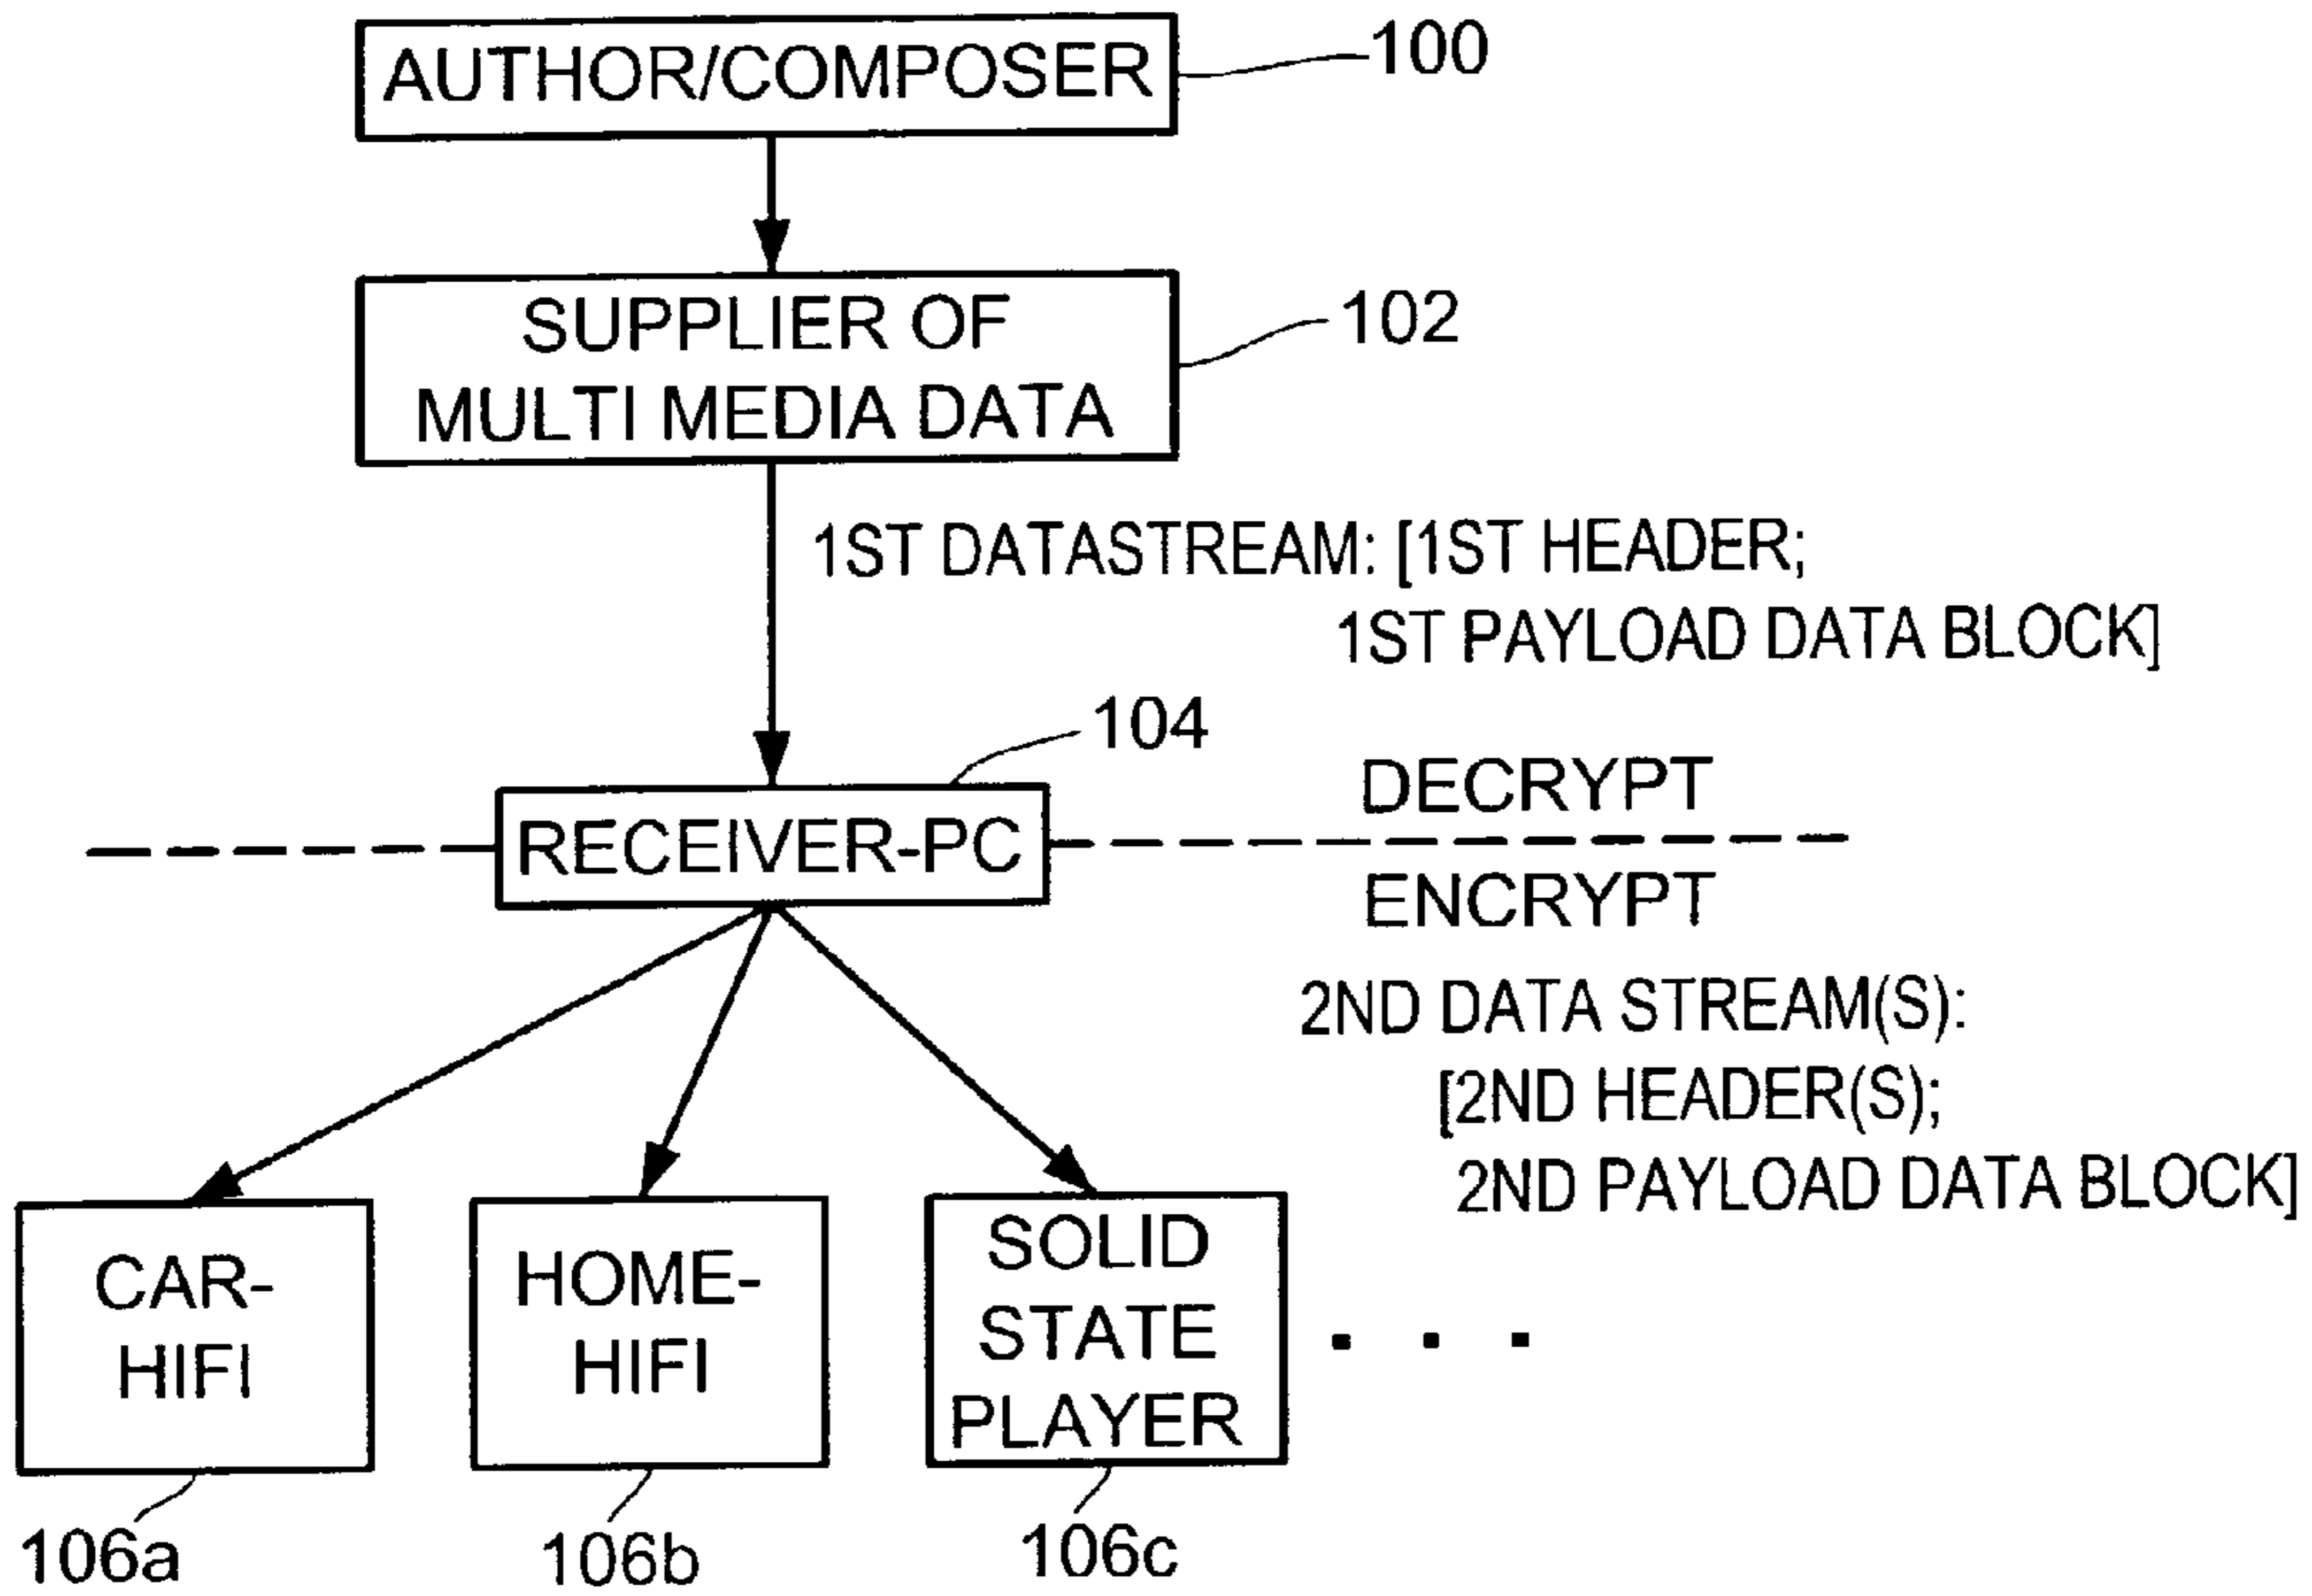 AUTHOR/COMPOSER
100
SUPPLIER OF
MULTI MEDIA DATA
102
1ST DATASTREAM: [1ST HEADER;
1ST PAYLOAD DATA BLOCK]
104
RECEIVER-PC
DECRYPT
ENCRYPT
2ND DATA STREAM(S):
[2ND HEADER(S);
2ND PAYLOAD DATA BLOCK]
CAR-
HIFI
HOME-
HIFI
SOLID
STATE
PLAYER
. . .
106a
106b
106c